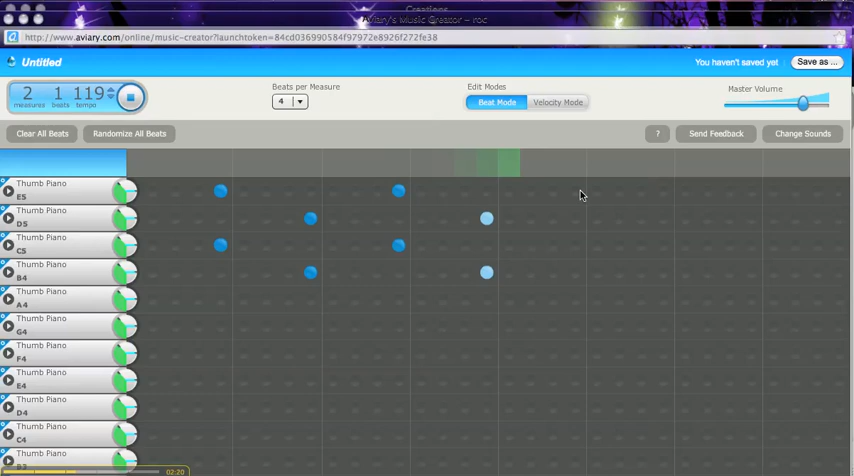 Creations
Aviary's Music Creator – roc
http://www.aviary.com/online/music-creator?launchtoken=84cd036990584f97972e8926f272fe38
Untitled
You haven't saved yet
Save as ...
2 1 119
measures beats tempo
Beats per Measure
4
Edit Modes
Beat Mode
Velocity Mode
Master Volume
Clear All Beats
Randomize All Beats
?
Send Feedback
Change Sounds
Thumb Piano
E5
Thumb Piano
D5
Thumb Piano
C5
Thumb Piano
B4
Thumb Piano
A4
Thumb Piano
G4
Thumb Piano
F4
Thumb Piano
E4
Thumb Piano
D4
Thumb Piano
C4
Thumb Piano
B3
02:20